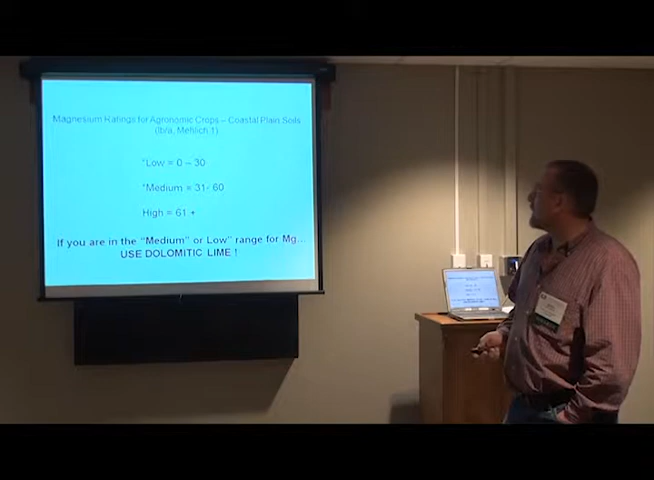 Magnesium Ratings for Agronomic Crops – Coastal Plain Soils
(lb/a, Mehlich 1)
*Low = 0 – 30
*Medium = 31- 60
High = 61 +
If you are in the "Medium" or Low" range for Mg...
USE DOLOMITIC LIME !